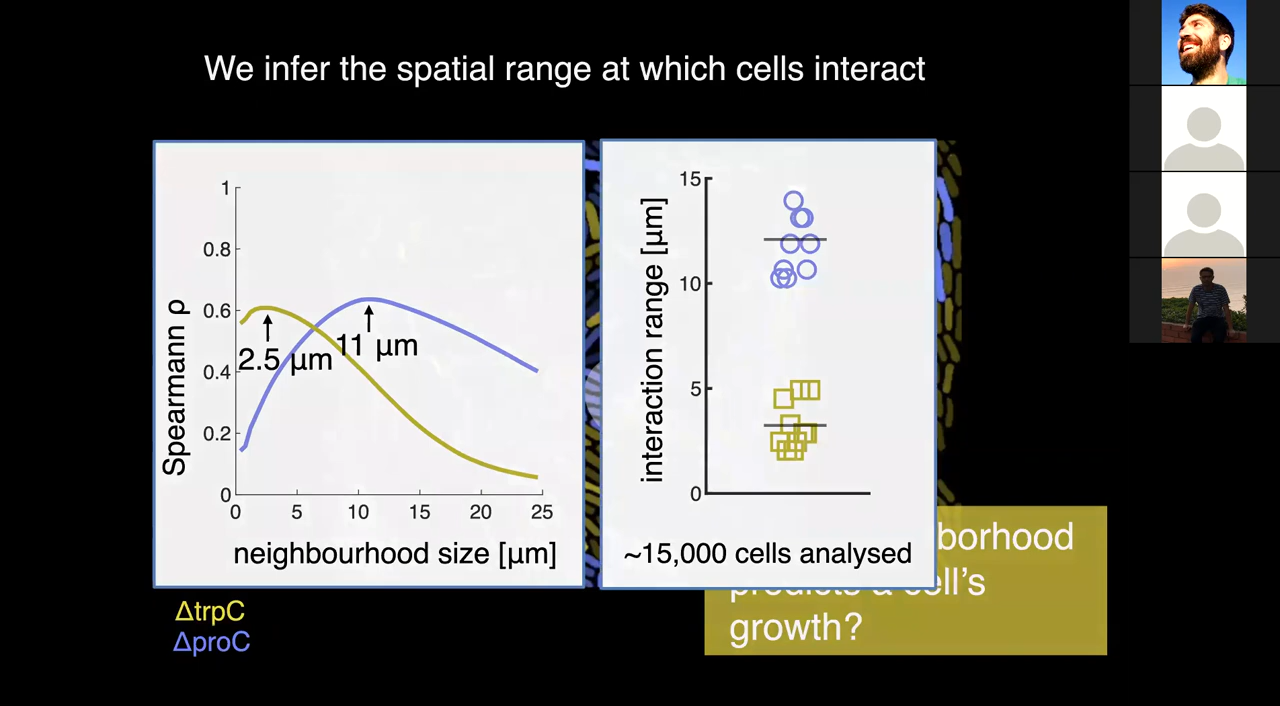 We infer the spatial range at which cells interact
1
0.8
0.6
0.4
0.2
0
0 5 10 15 20 25
Spearmann ρ
2.5 µm
11 µm
neighbourhood size [µm]
15
10
5
0
interaction range [µm]
~15,000 cells analysed
ΔtrpC
ΔproC
borhood
predicts a cell's
growth?